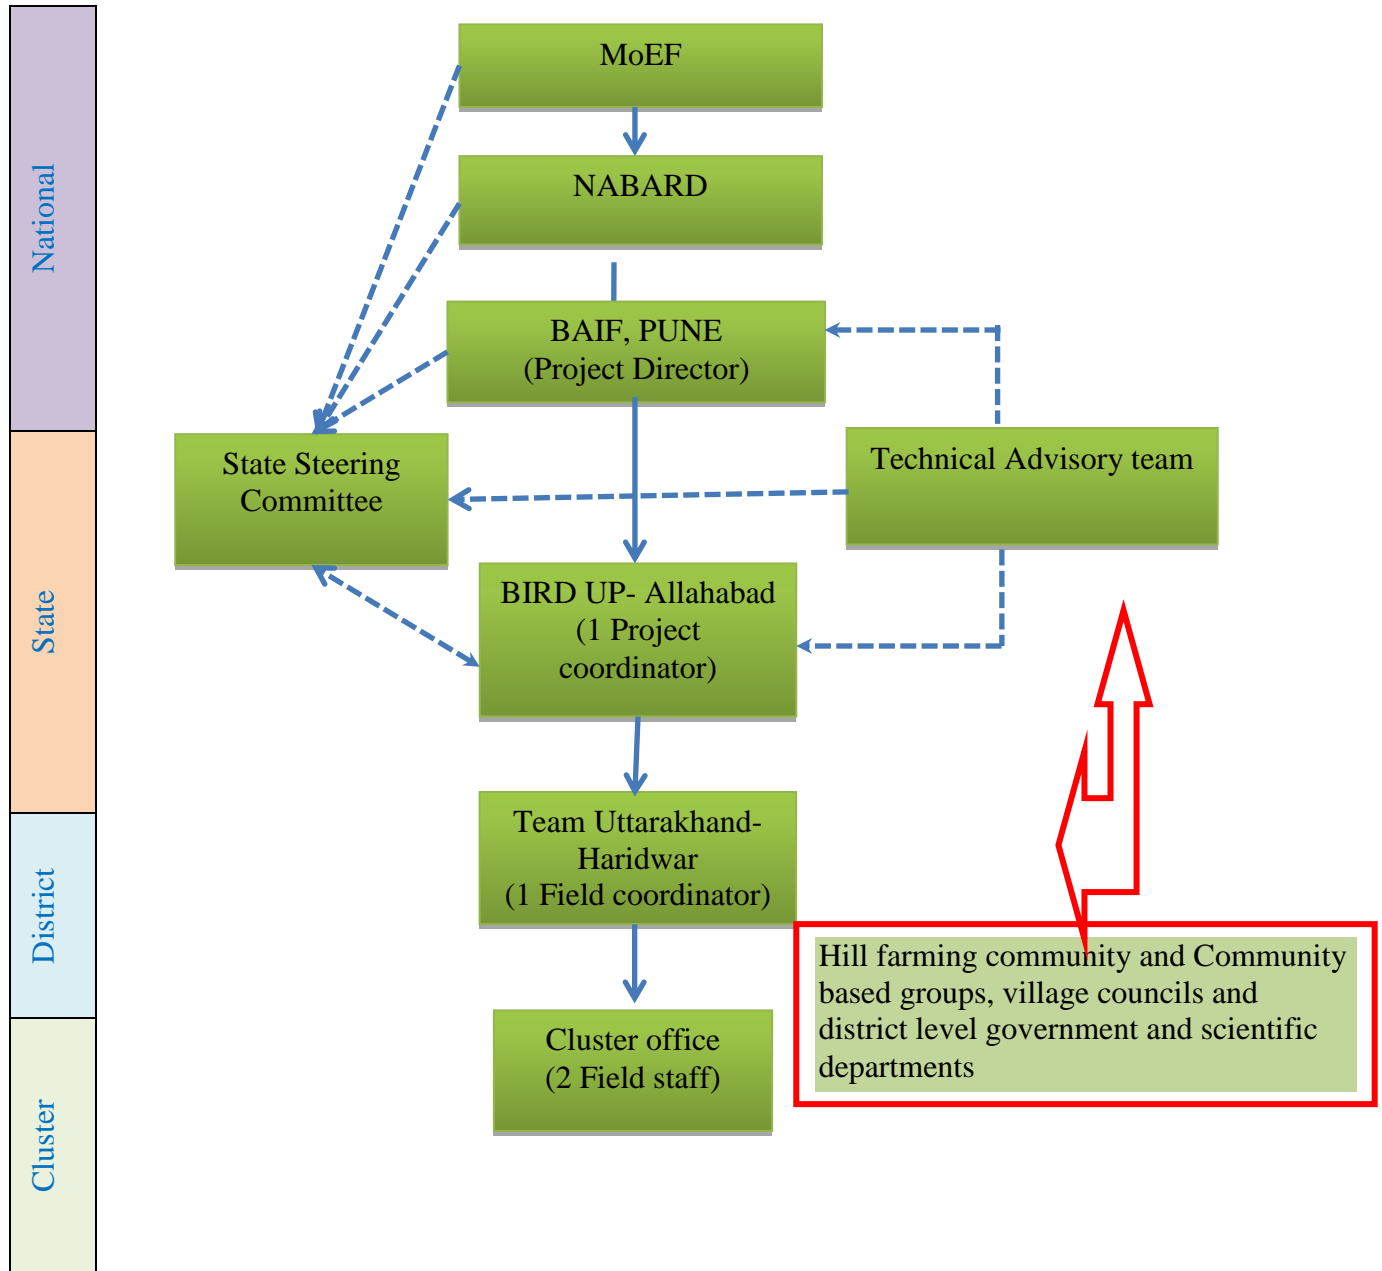 National
MoEF
NABARD
BAIF, PUNE
(Project Director)
State
State Steering
Committee
Technical Advisory team
BIRD UP- Allahabad
(1 Project
coordinator)
District
Team Uttarakhand-
Haridwar
(1 Field coordinator)
Hill farming community and Community
based groups, village councils and
district level government and scientific
departments
Cluster
Cluster office
(2 Field staff)